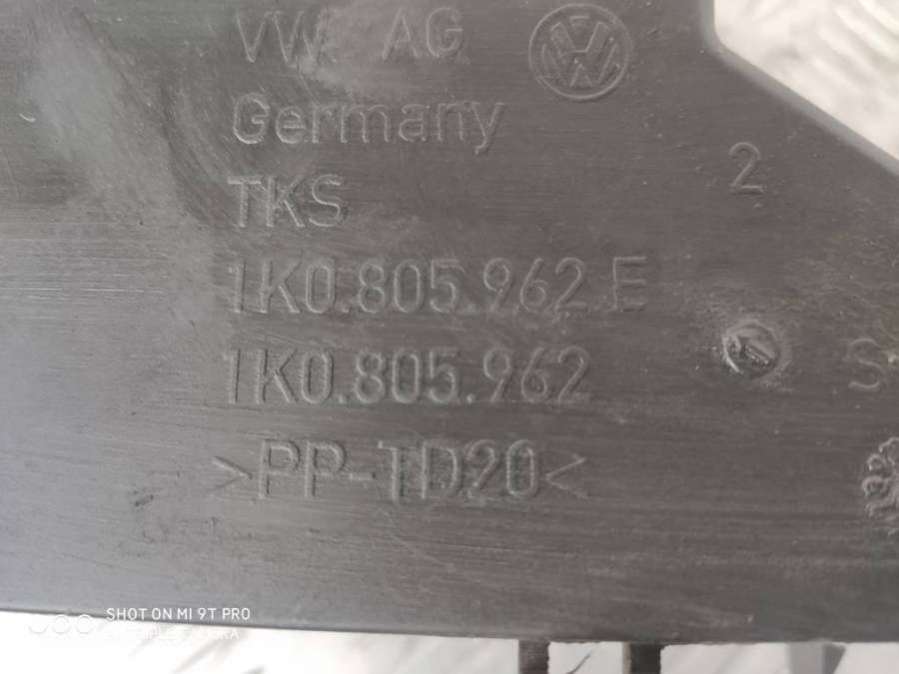 VW AG
Germany
TKS
2
1K0.805.962 E
1K0.805.962
>PP-TD20<
SHOT ON MI 9T PRO